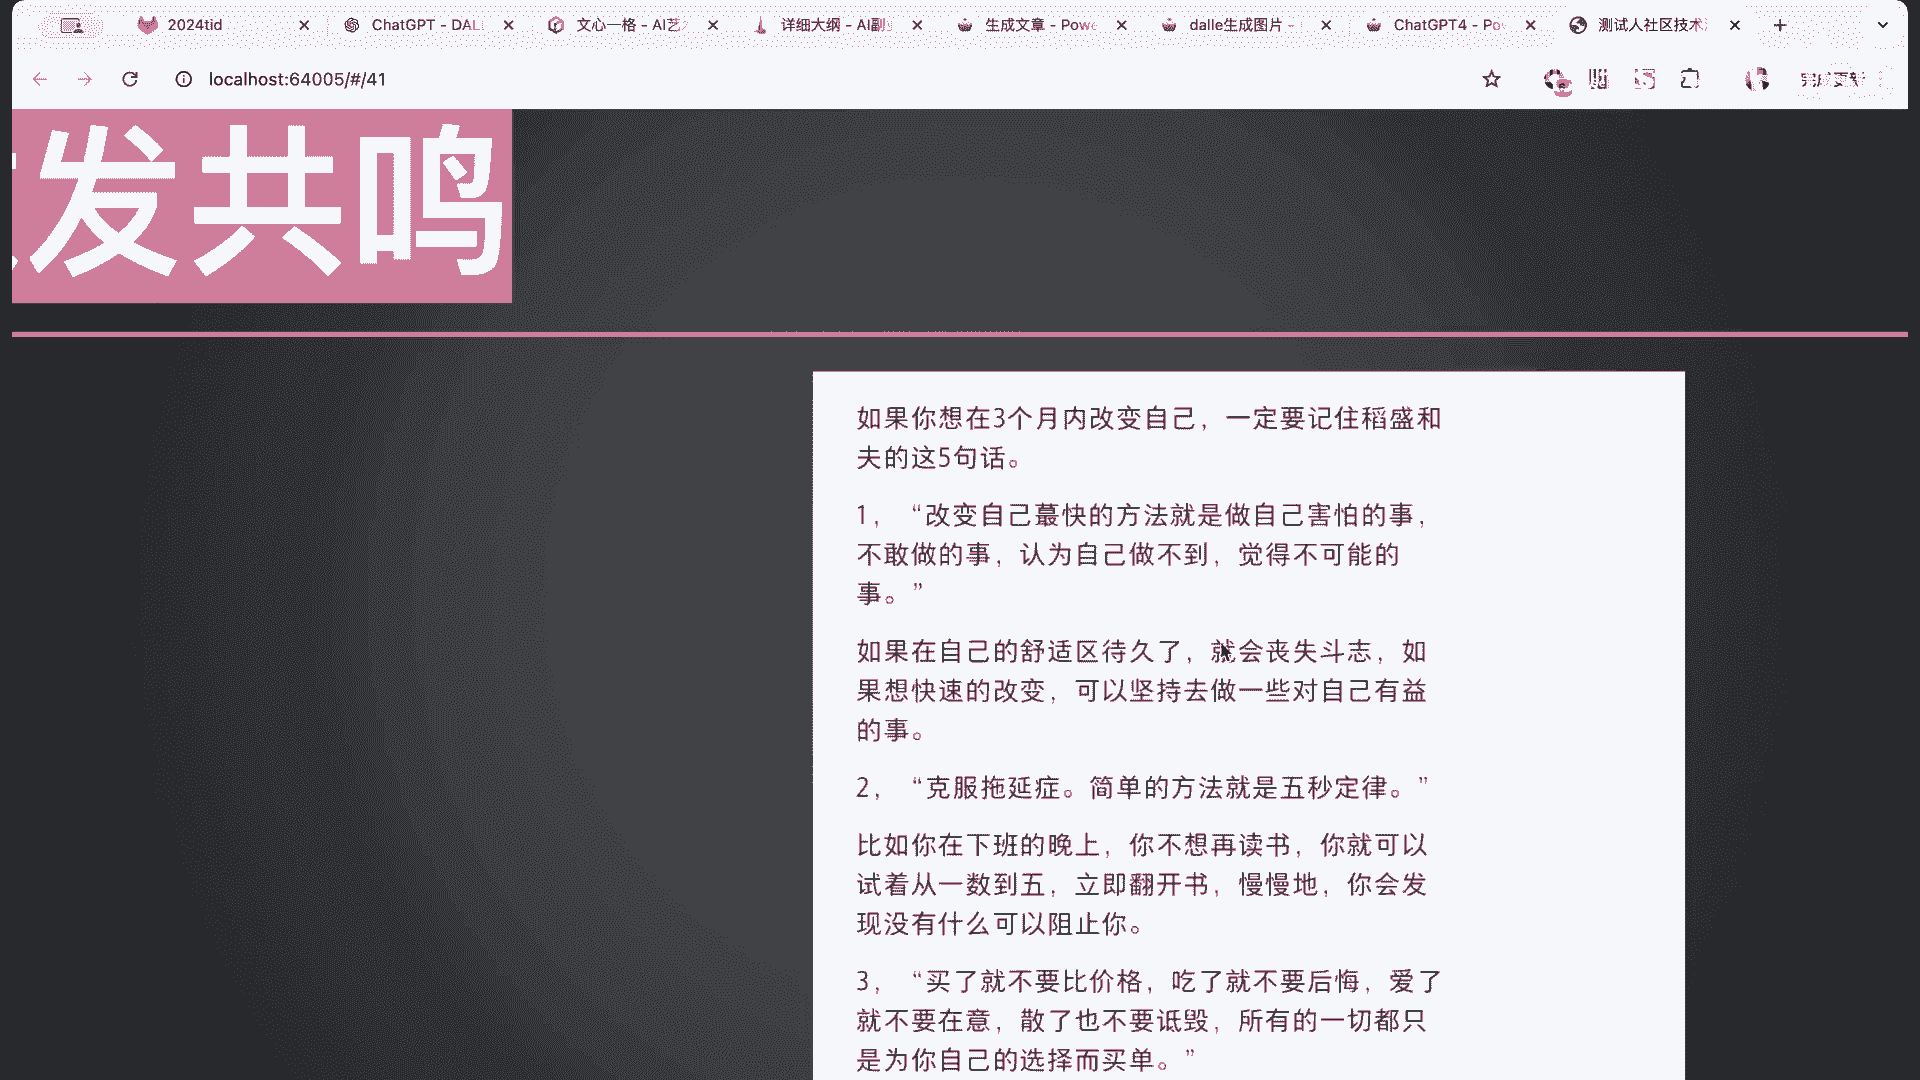 2024tid
ChatGPT - DAL
文心一格 - AI艺
详细大纲 - AI副
生成文章 - Powe
dalle生成图片 -
ChatGPT4 - Po
测试人社区技术
localhost:64005/#/41
完成更新
发共鸣
如果你想在3个月内改变自己，一定要记住稻盛和
夫的这5句话。
1，“改变自己蕞快的方法就是做自己害怕的事，
不敢做的事，认为自己做不到，觉得不可能的
事。”
如果在自己的舒适区待久了，就会丧失斗志，如
果想快速的改变，可以坚持去做一些对自己有益
的事。
2，“克服拖延症。简单的方法就是五秒定律。”
比如你在下班的晚上，你不想再读书，你就可以
试着从一数到五，立即翻开书，慢慢地，你会发
现没有什么可以阻止你。
3，“买了就不要比价格，吃了就不要后悔，爱了
就不要在意，散了也不要诋毁，所有的一切都只
是为你自己的选择而买单。”